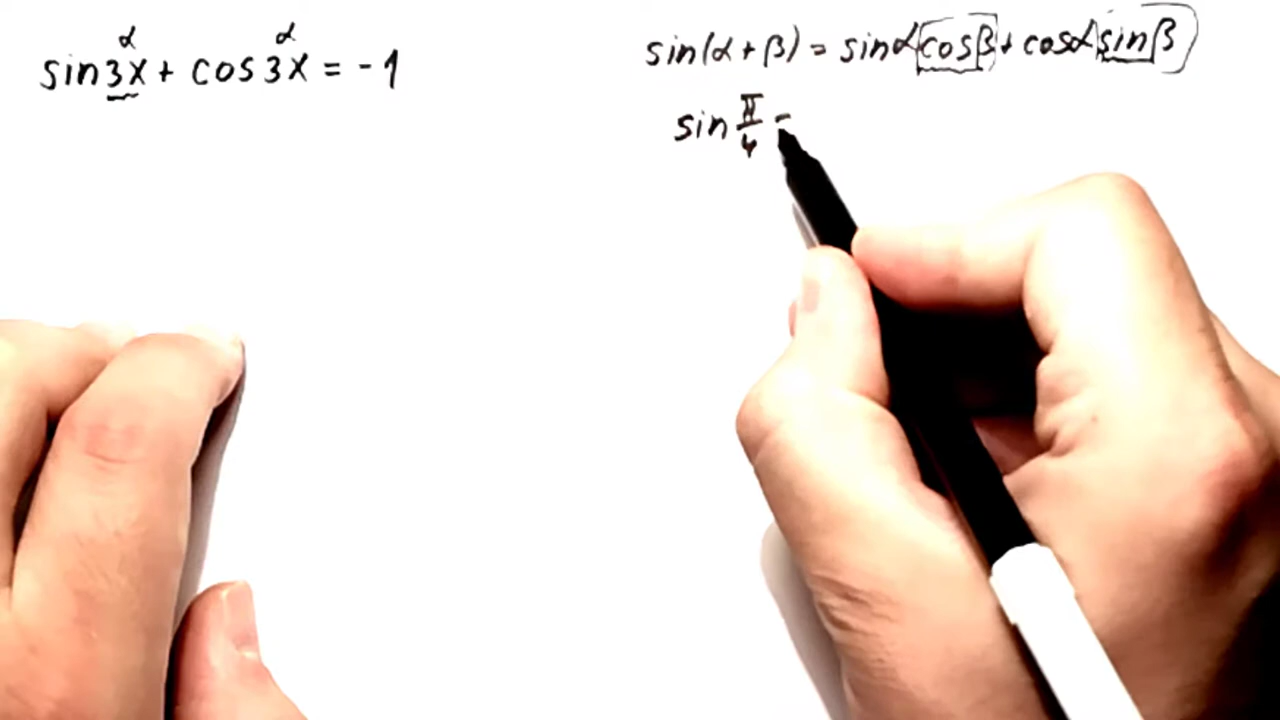 α α
sin3x + cos3x = -1
sin(α + β) = sinα cosβ + cosα sinβ
sin π/4 =